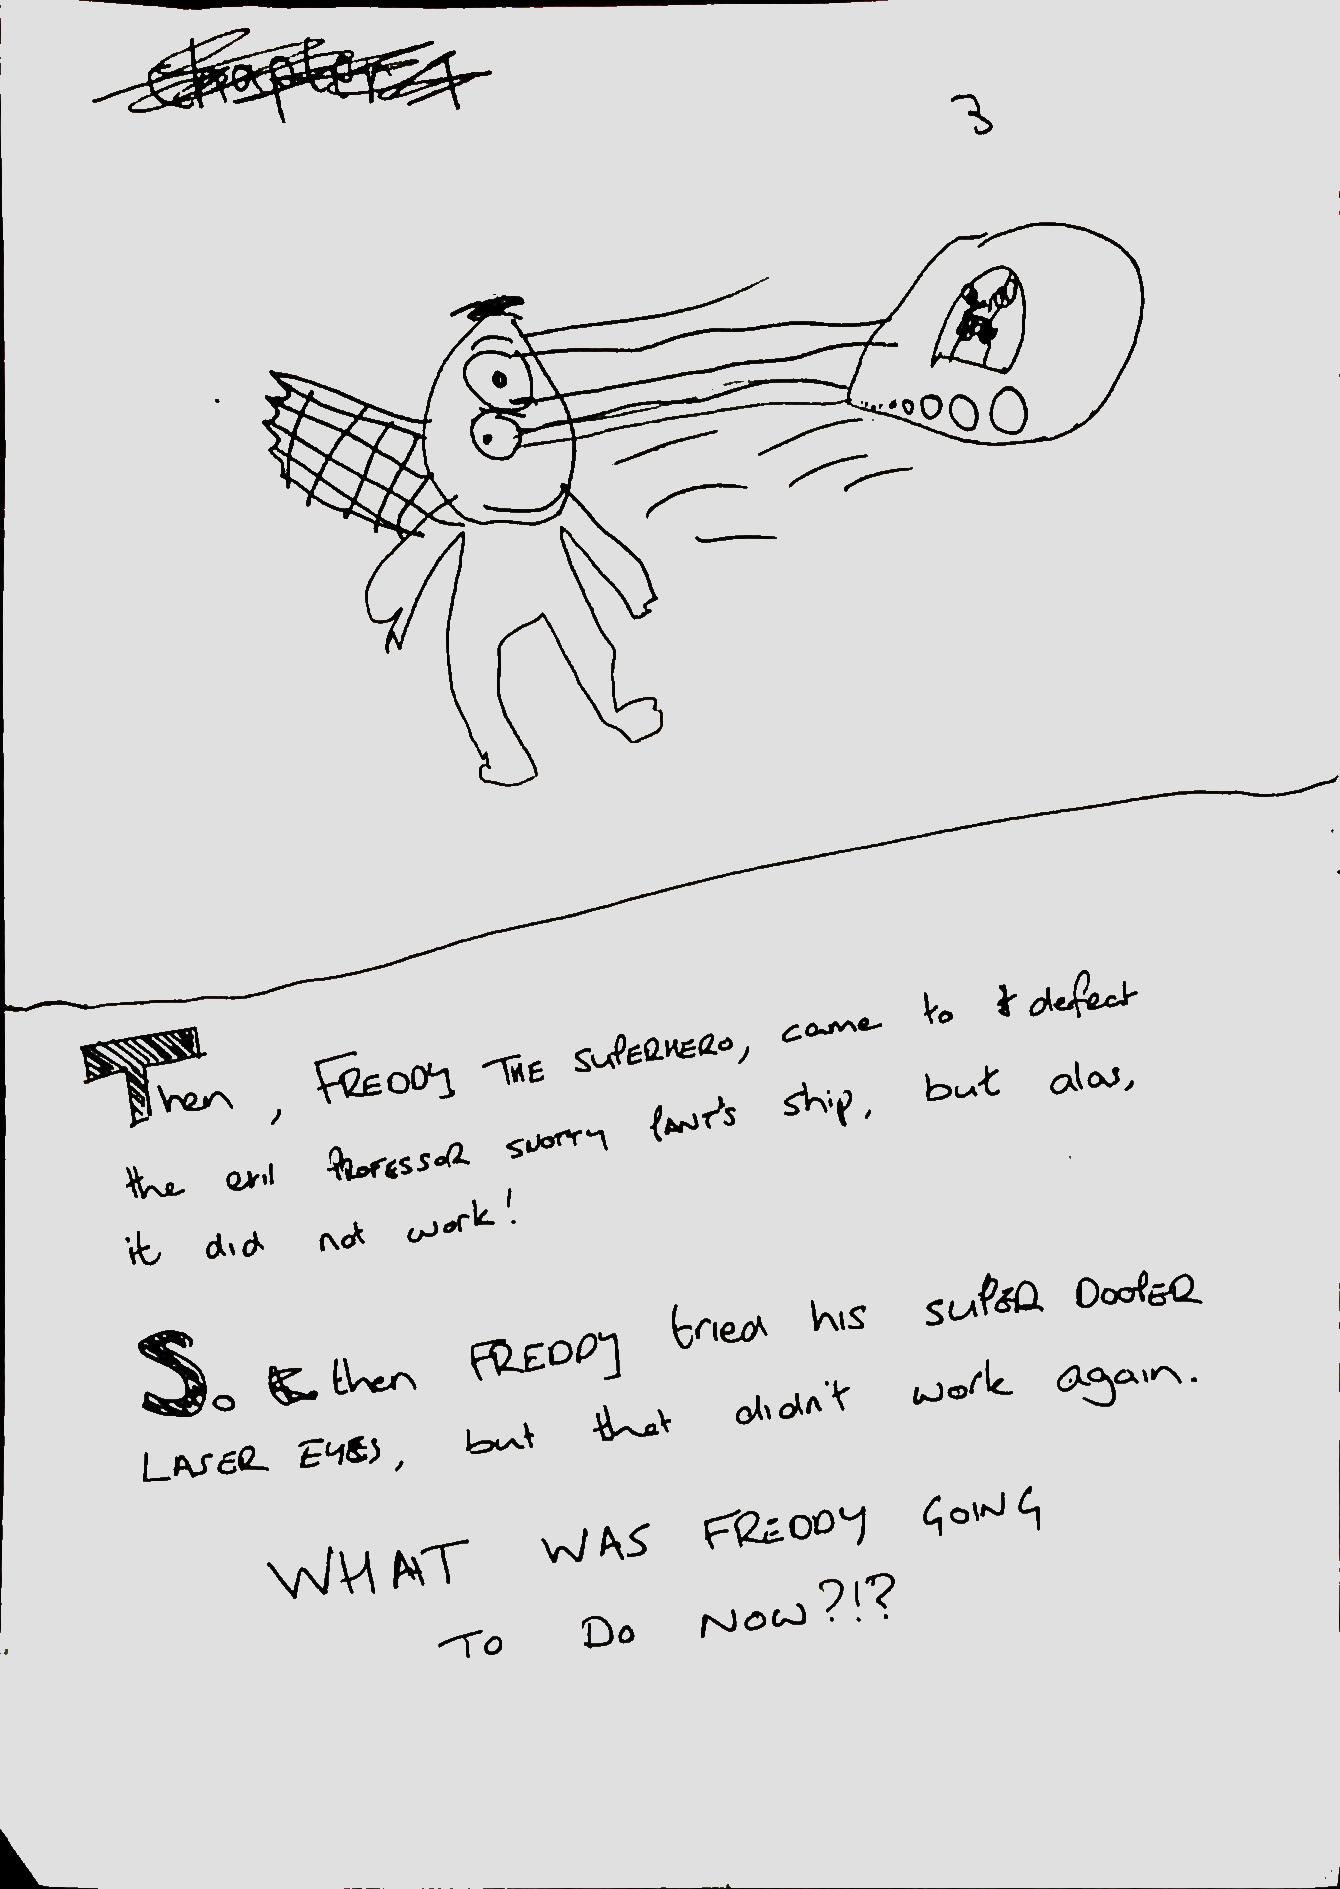 Chapter 1
3
Then, FREDDY THE SUPERHERO, came to defeat
the evil PROFESSOR SNOTTY PANT'S ship, but alas,
it did not work!
So then FREDDY tried his SUPER DOOPER
LASER EYES, but that didn't work again.
WHAT WAS FREDDY GOING
TO DO NOW?!?